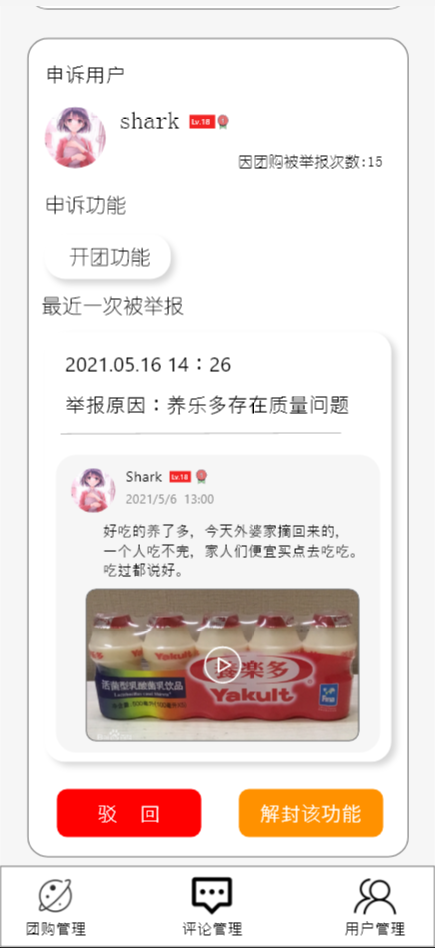 申诉用户
shark Lv.18
因团购被举报次数:15
申诉功能
开团功能
最近一次被举报
2021.05.16 14：26
举报原因：养乐多存在质量问题
Shark Lv.18
2021/5/6 13:00
好吃的养了多，今天外婆家摘回来的，
一个人吃不完，家人们便宜买点去吃吃。
吃过都说好。
养楽多
Yakult
活菌型乳酸菌乳饮品
驳 回
解封该功能
团购管理
评论管理
用户管理